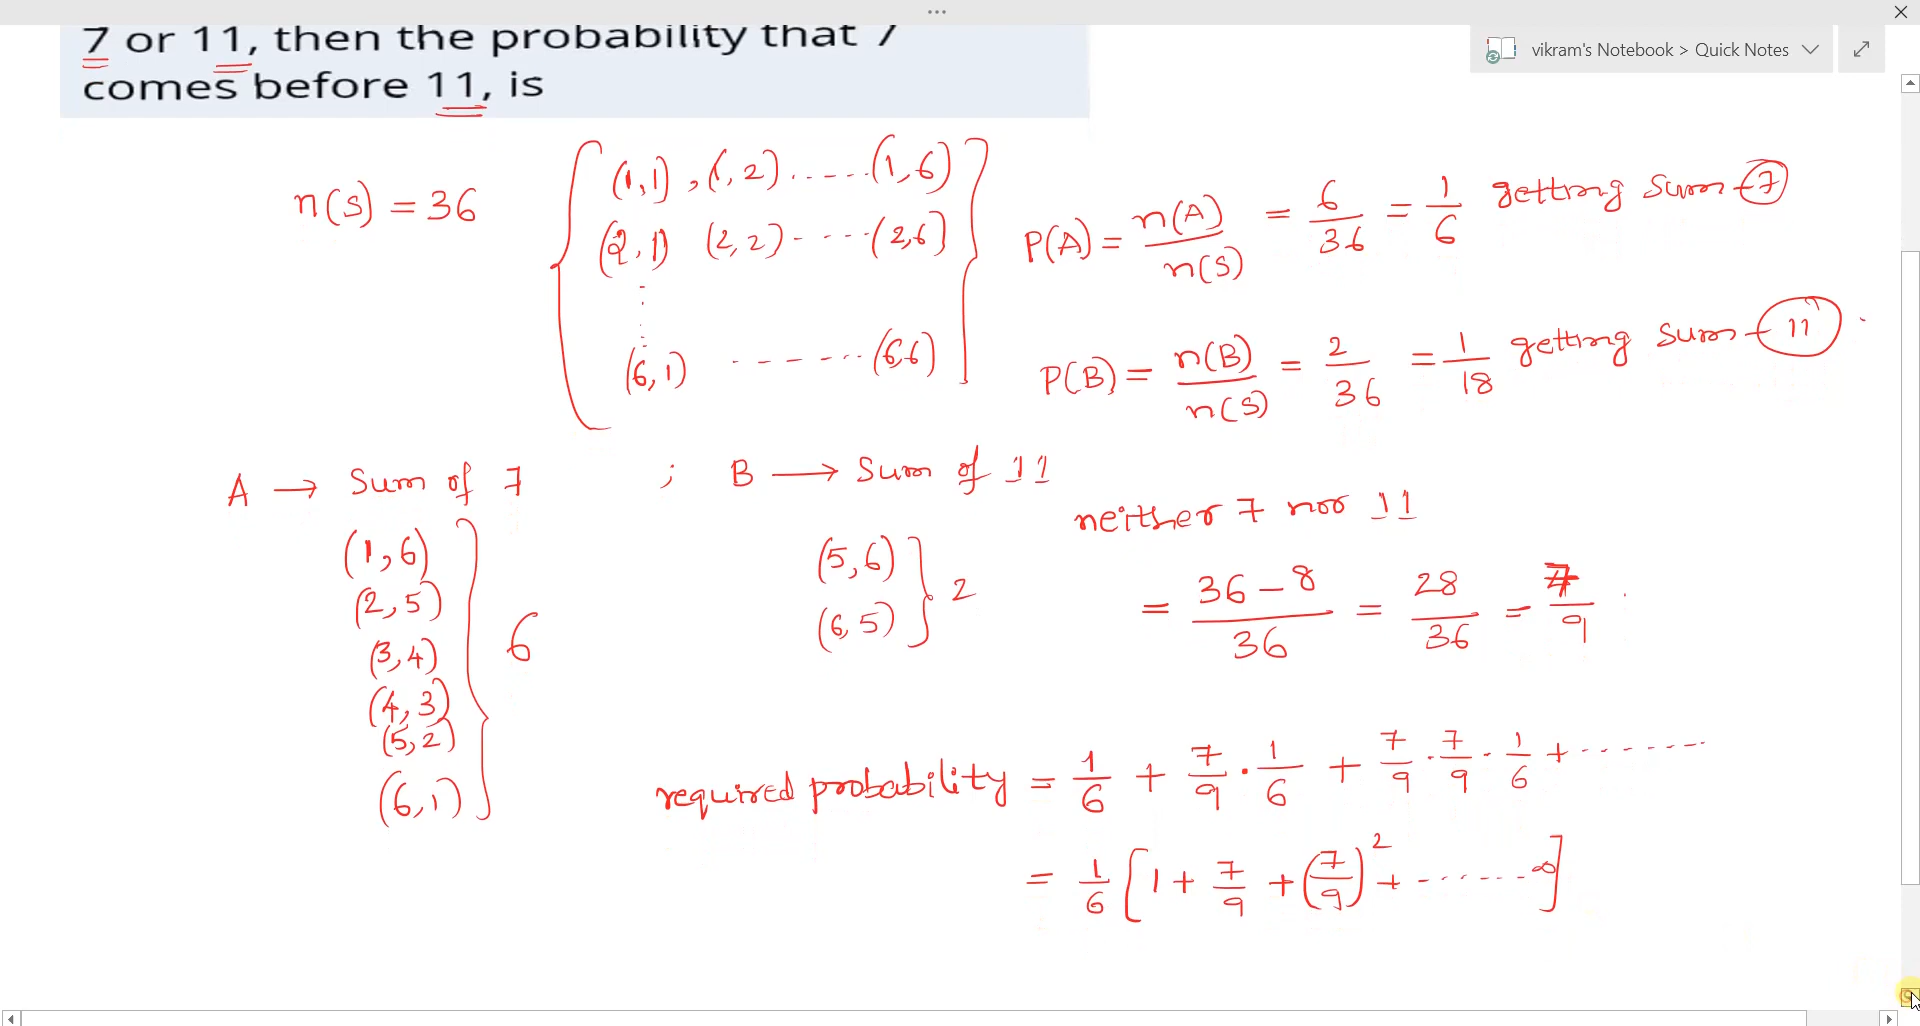 7 or 11, then the probability that 7
comes before 11, is
vikram's Notebook > Quick Notes
n(S) = 36
(1,1), (1,2) ...... (1,6)
(2,1) (2,2) ...... (2,6)
(6,1) ------- (6,6)
P(A) = n(A)/n(S) = 6/36 = 1/6 getting sum - 7
P(B) = n(B)/n(S) = 2/36 = 1/18 getting sum - 11
A → Sum of 7 ; B → Sum of 11
(1,6)
(2,5)
(3,4)
(4,3)
(5,2)
(6,1)
6
(5,6)
(6,5)
2
neither 7 nor 11
= 36-8/36 = 28/36 = 7/9
required probability = 1/6 + 7/9 · 1/6 + 7/9 · 7/9 · 1/6 + .......
= 1/6 [1 + 7/9 + (7/9)² + ....... ∞]